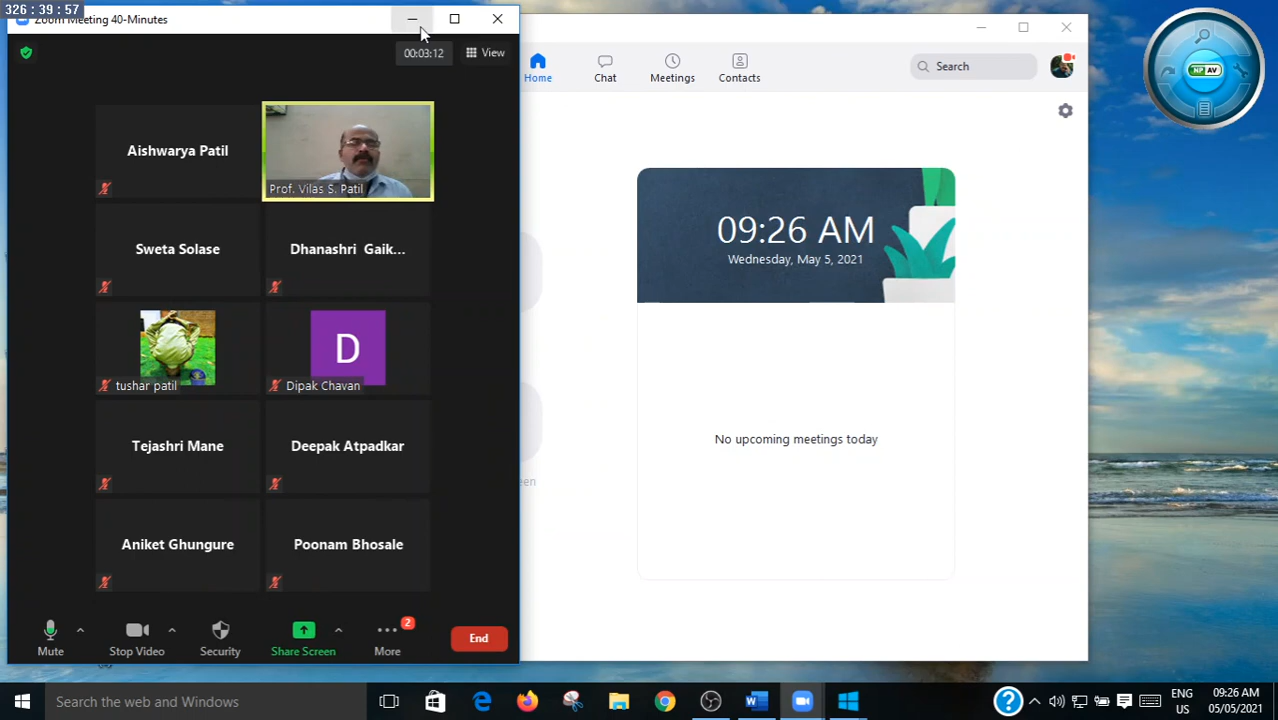 326:39:57
Zoom Meeting 40-Minutes
00:03:12
View
Aishwarya Patil
Prof. Vilas S. Patil
Sweta Solase
Dhanashri Gaik...
tushar patil
D
Dipak Chavan
Tejashri Mane
Deepak Atpadkar
Aniket Ghungure
Poonam Bhosale
Mute
Stop Video
Security
Share Screen
2
More
End
Home
Chat
Meetings
Contacts
Search
09:26 AM
Wednesday, May 5, 2021
No upcoming meetings today
een
HP AV
Search the web and Windows
ENG
US
09:26 AM
05/05/2021